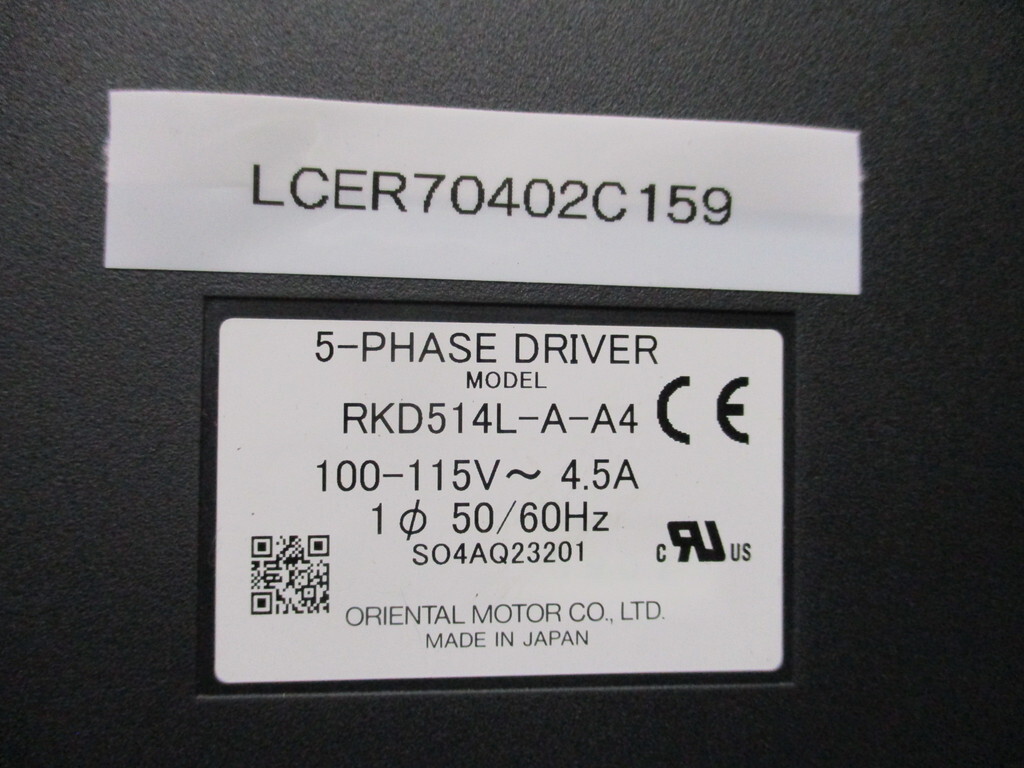 LCER70402C159
5-PHASE DRIVER
MODEL
RKD514L-A-A4
CE
100-115V～ 4.5A
1φ 50/60Hz
SO4AQ23201
c RU US
ORIENTAL MOTOR CO., LTD.
MADE IN JAPAN